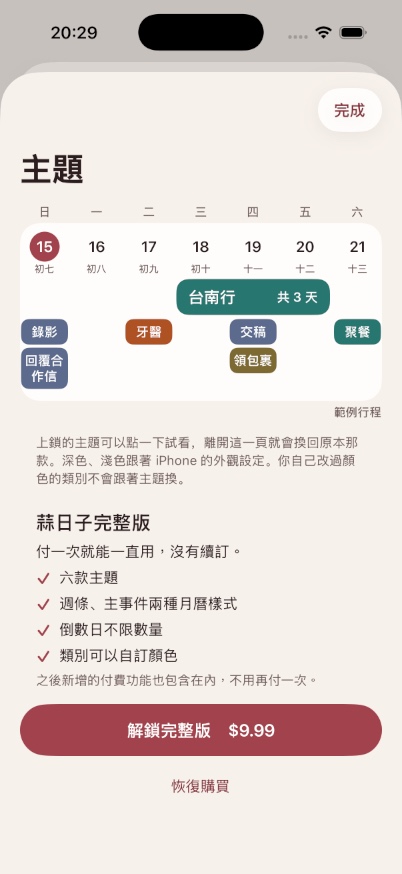 20:29
完成
主題
日 一 二 三 四 五 六
15 16 17 18 19 20 21
初七 初八 初九 初十 十一 十二 十三
台南行 共 3 天
錄影 牙醫 交稿 聚餐
回覆合作信 領包裹
範例行程
上鎖的主題可以點一下試看，離開這一頁就會換回原本那
款。深色、淺色跟著 iPhone 的外觀設定。你自己改過顏
色的類別不會跟著主題換。
蒜日子完整版
付一次就能一直用，沒有續訂。
六款主題
週條、主事件兩種月曆樣式
倒數日不限數量
類別可以自訂顏色
之後新增的付費功能也包含在內，不用再付一次。
解鎖完整版 $9.99
恢復購買